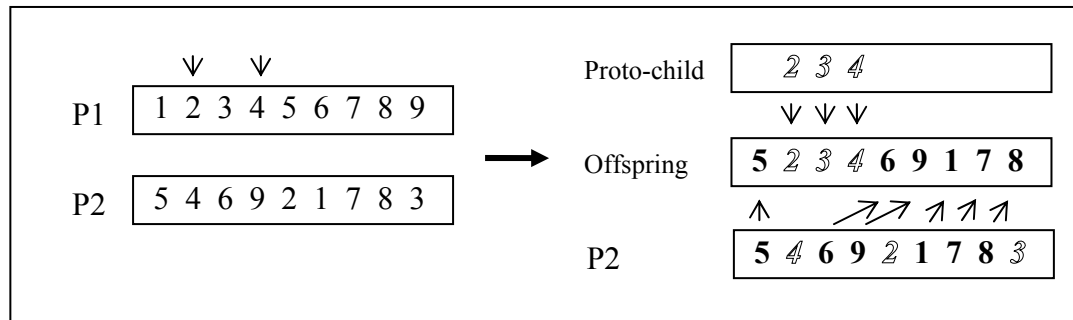 P1 1 2 3 4 5 6 7 8 9
P2 5 4 6 9 2 1 7 8 3
Proto-child 2 3 4
Offspring 5 2 3 4 6 9 1 7 8
P2 5 4 6 9 2 1 7 8 3